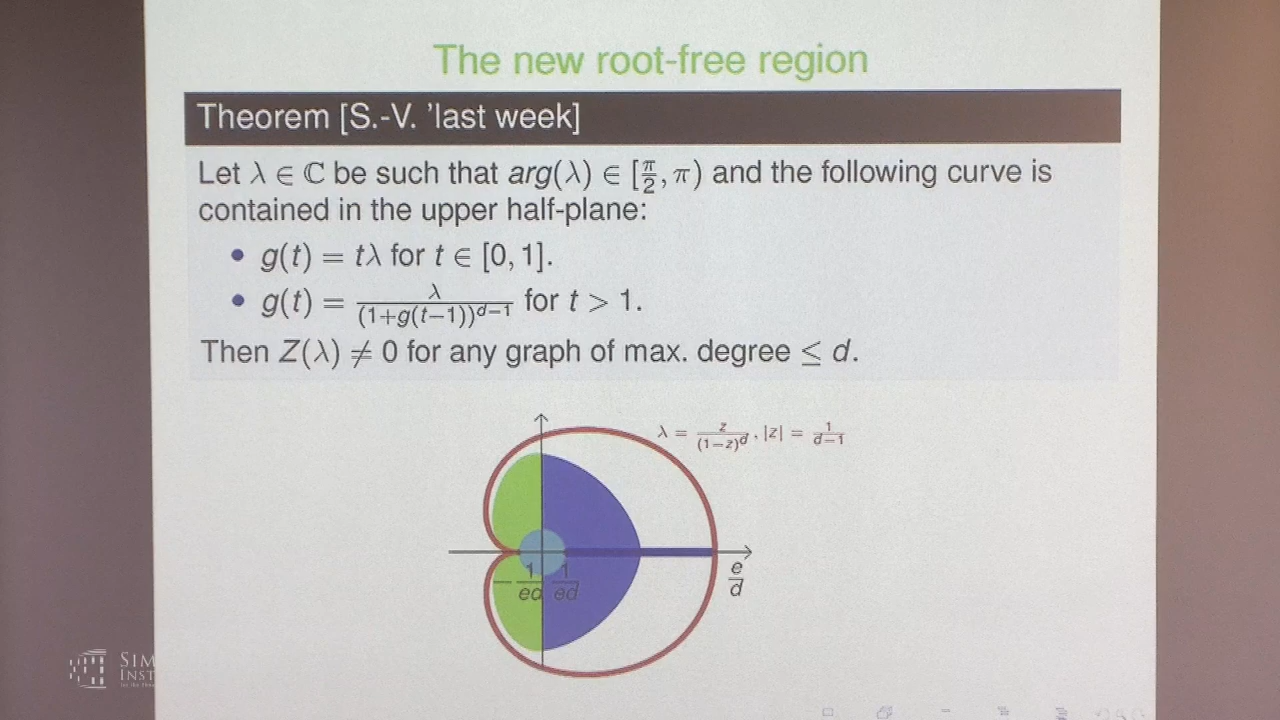 The new root-free region
Theorem [S.-V. 'last week]
Let λ ∈ ℂ be such that arg(λ) ∈ [π/2, π) and the following curve is
contained in the upper half-plane:
• g(t) = tλ for t ∈ [0, 1].
• g(t) = λ/(1+g(t−1))^{d−1} for t > 1.
Then Z(λ) ≠ 0 for any graph of max. degree ≤ d.
λ = z/(1−z)^d, |z| = 1/(d−1)
−1/ed 1/ed e/d
SIM
INST